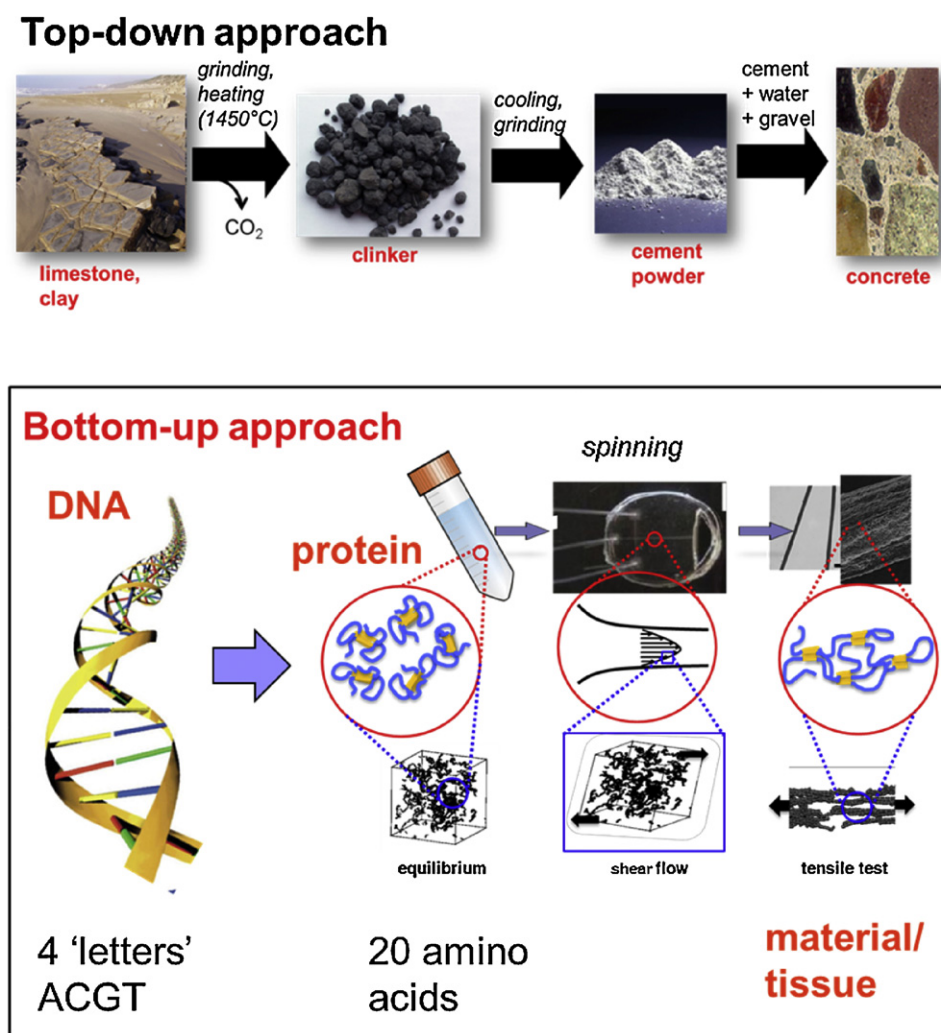 Top-down approach
grinding,
heating
(1450°C)
CO2
limestone,
clay
clinker
cooling,
grinding
cement
powder
cement
+ water
+ gravel
concrete
Bottom-up approach
DNA
protein
spinning
equilibrium
shear flow
tensile test
4 ‘letters’
ACGT
20 amino
acids
material/
tissue